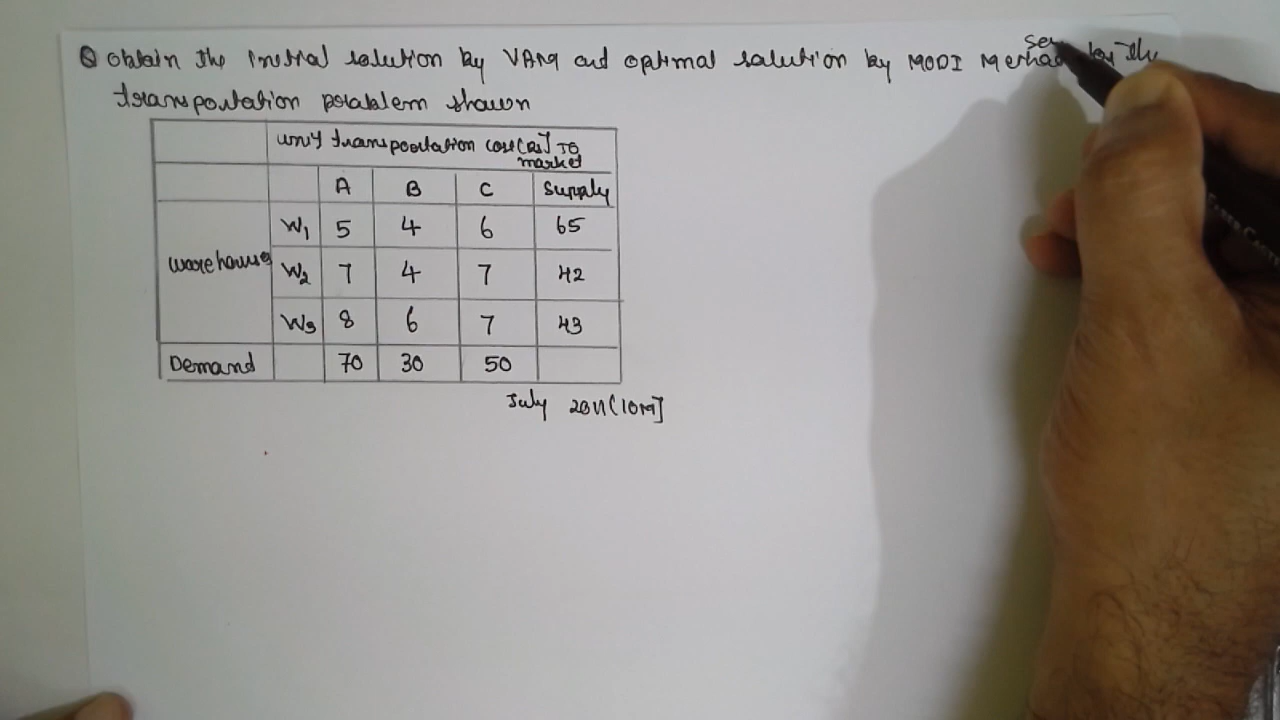 Q obtain the initial solution by VAM and optimal solution by MODI Method by the
transportation problem shown
unit transportation cost (Rs) To
market
A B C Supply
W1 5 4 6 65
warehouses W2 7 4 7 42
W3 8 6 7 43
Demand 70 30 50
July 2011 (10M]